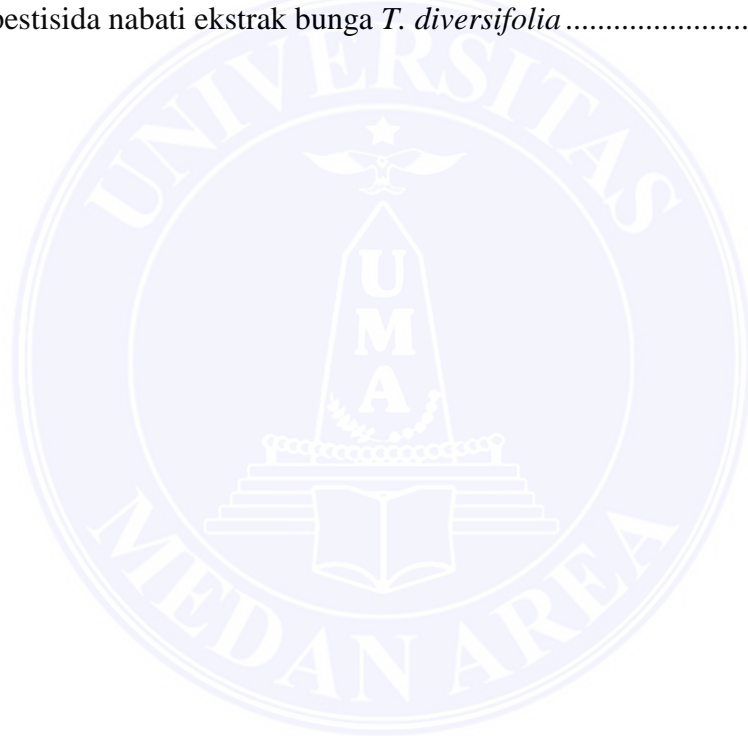 pestisida nabati ekstrak bunga T. diversifolia.......................
UNIVERSITAS
U
M
A
MEDAN AREA